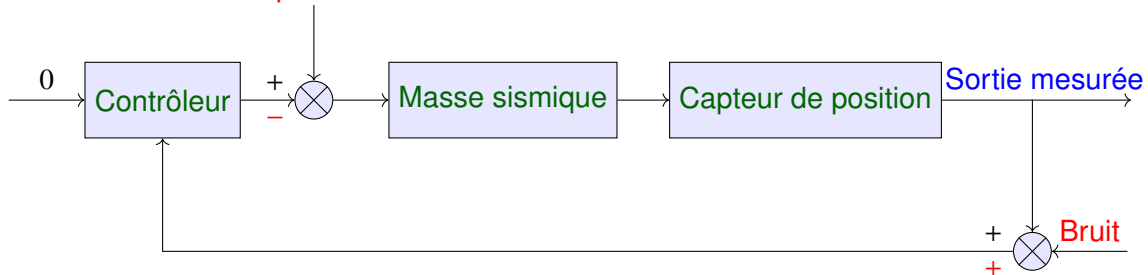 0
Contrôleur
+
−
Masse sismique
Capteur de position
Sortie mesurée
+
+
Bruit